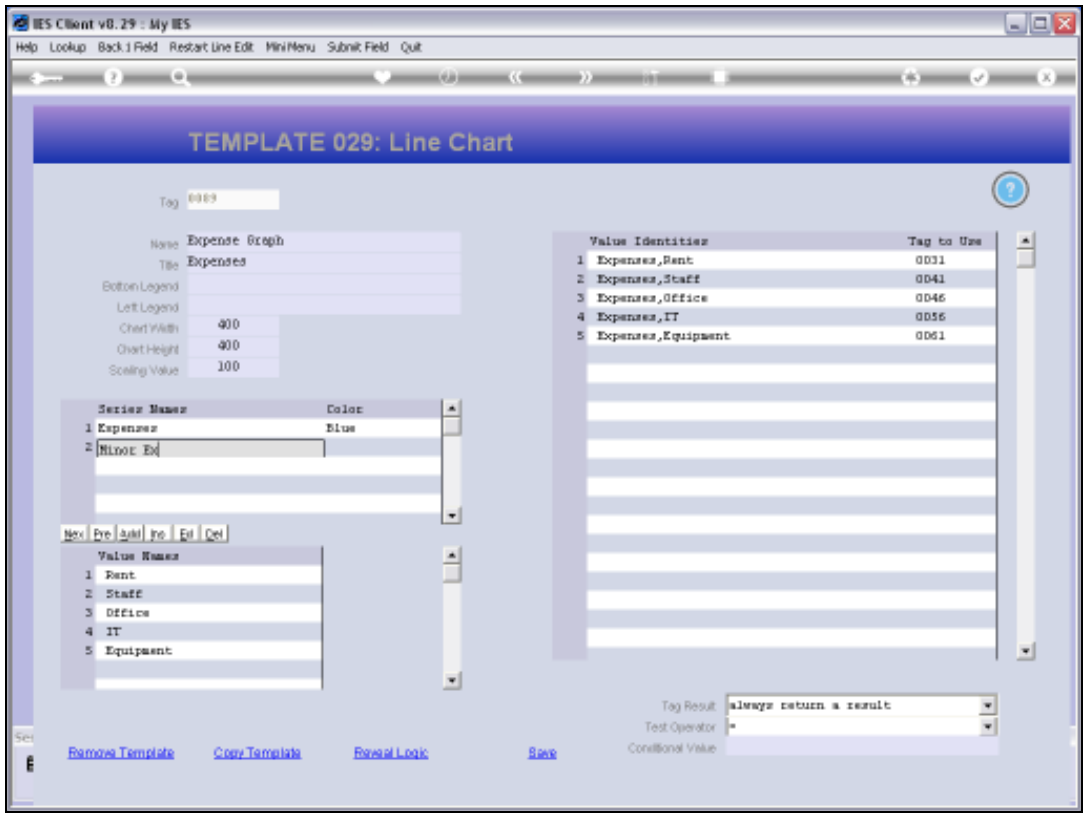 IES Client v8.29 : My IES
Help Lookup Back 1 Field Restart Line Edit Mini Menu Submit Field Quit
TEMPLATE 029: Line Chart
Tag 0089
Name Expense Graph
Title Expenses
Bottom Legend
Left Legend
Chart Width 400
Chart Height 400
Scaling Value 100
Series Names Color
1 Expenses Blue
2 Minor Ex
Nex Pre Add Ins Ed Del
Value Names
1 Rent
2 Staff
3 Office
4 IT
5 Equipment
Value Identities Tag to Use
1 Expenses,Rent 0031
2 Expenses,Staff 0041
3 Expenses,Office 0046
4 Expenses,IT 0056
5 Expenses,Equipment 0061
Tag Result always return a result
Test Operator =
Conditional Value
Remove Template Copy Template Reveal Logic Save